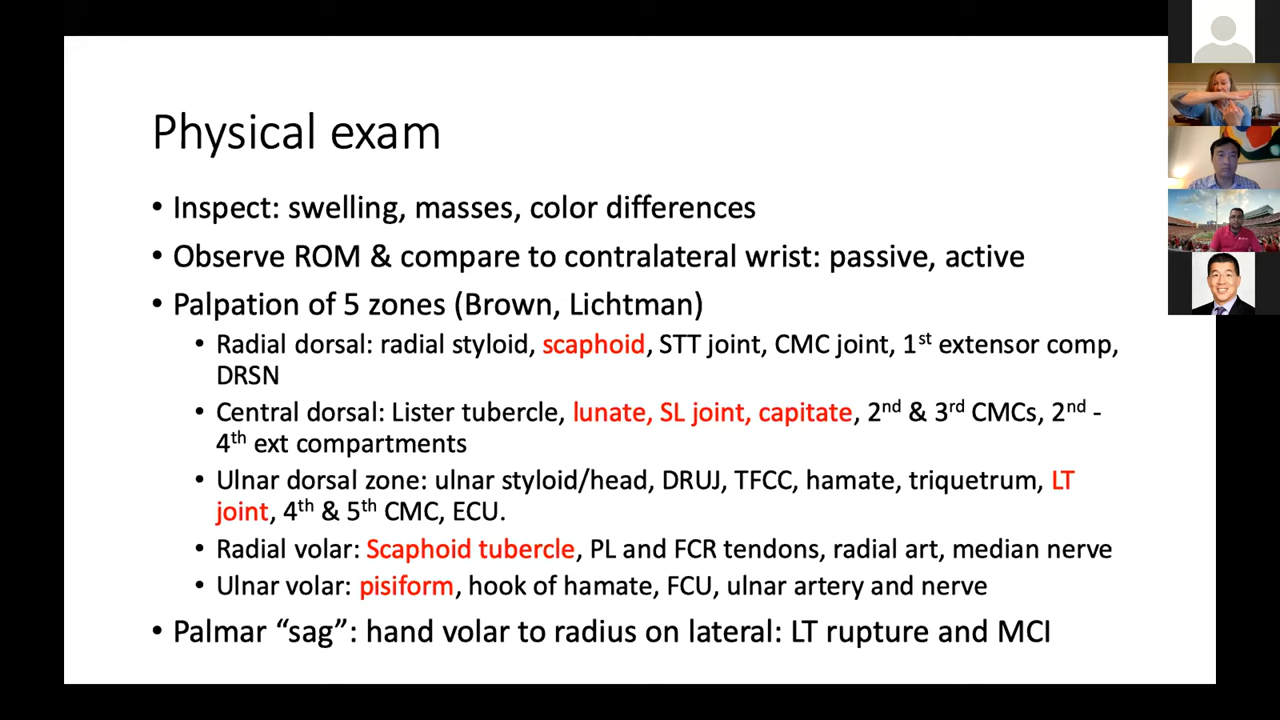 Physical exam
• Inspect: swelling, masses, color differences
• Observe ROM & compare to contralateral wrist: passive, active
• Palpation of 5 zones (Brown, Lichtman)
• Radial dorsal: radial styloid, scaphoid, STT joint, CMC joint, 1st extensor comp,
DRSN
• Central dorsal: Lister tubercle, lunate, SL joint, capitate, 2nd & 3rd CMCs, 2nd -
4th ext compartments
• Ulnar dorsal zone: ulnar styloid/head, DRUJ, TFCC, hamate, triquetrum, LT
joint, 4th & 5th CMC, ECU.
• Radial volar: Scaphoid tubercle, PL and FCR tendons, radial art, median nerve
• Ulnar volar: pisiform, hook of hamate, FCU, ulnar artery and nerve
• Palmar “sag”: hand volar to radius on lateral: LT rupture and MCI